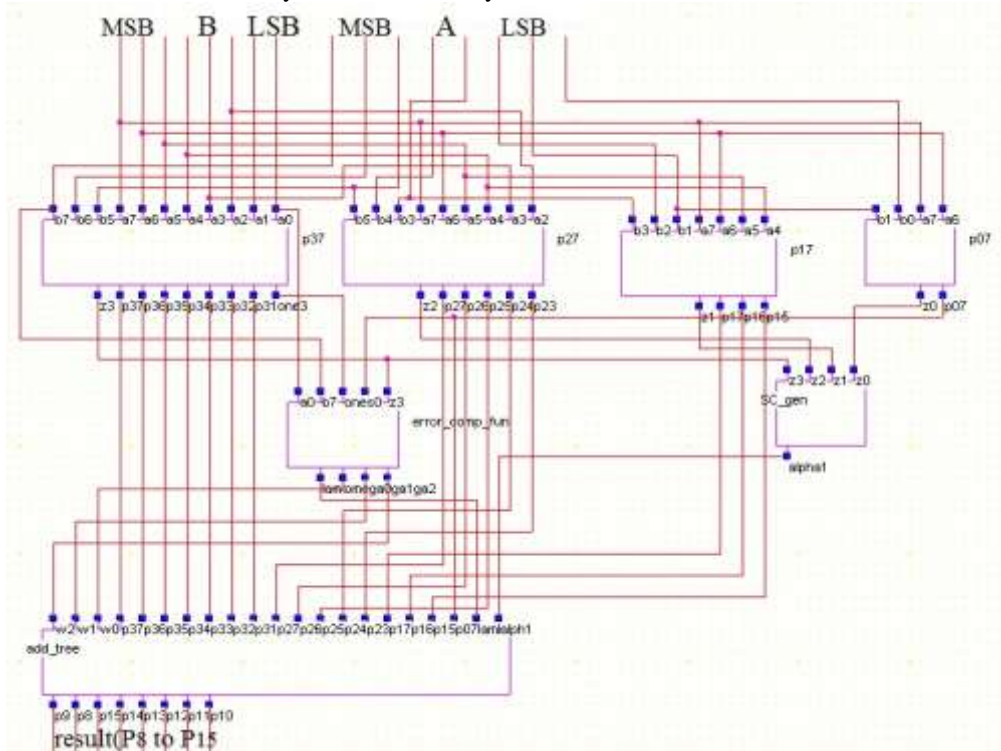 MSB B LSB MSB A LSB
b7 b6 b5 a7 a6 a5 a4 a3 a2 a1 a0
b5 b4 b3 a7 a6 a5 a4 a3 a2
b3 b2 b1 a7 a6 a5 a4
b1 b0 a7 a6
p37
p27
p17
p07
z3 p37 p36 p35 p34 p33 p32 p31 one3
z2 p27 p26 p25 p24 p23
z1 p17 p16 p15
z0 p07
a0 b7 ones0 z3
error_comp_fun
z3 z2 z1 z0
SC_gen
alpha1
w2 w1 w0 p37 p36 p35 p34 p33 p32 p31 p27 p26 p25 p24 p23 p17 p16 p15 p07 lam alph1
add_tree
p9 p8 p15 p14 p13 p12 p11 p10
result(P8 to P15